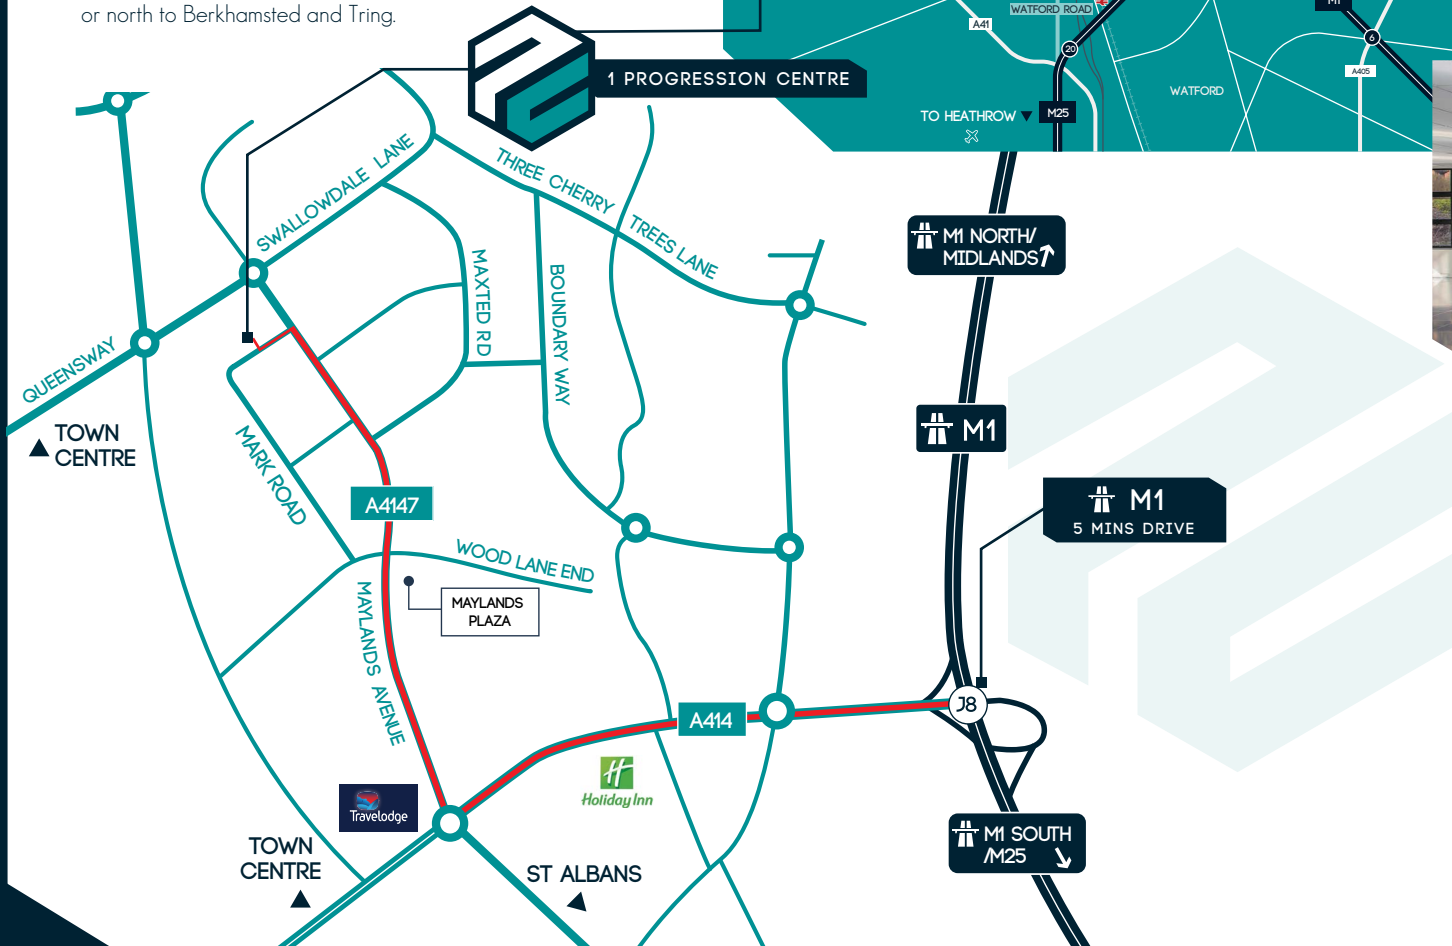 or north to Berkhamsted and Tring.
WATFORD ROAD
M1
A41
20
6
A405
WATFORD
TO HEATHROW
M25
1 PROGRESSION CENTRE
SWALLOWDALE LANE
THREE CHERRY TREES LANE
MAXTED RD
BOUNDARY WAY
QUEENSWAY
TOWN
CENTRE
MARK ROAD
A4147
WOOD LANE END
MAYLANDS
PLAZA
MAYLANDS AVENUE
M1 NORTH/
MIDLANDS
M1
M1
5 MINS DRIVE
J8
A414
Holiday Inn
Travelodge
TOWN
CENTRE
ST ALBANS
M1 SOUTH
/M25